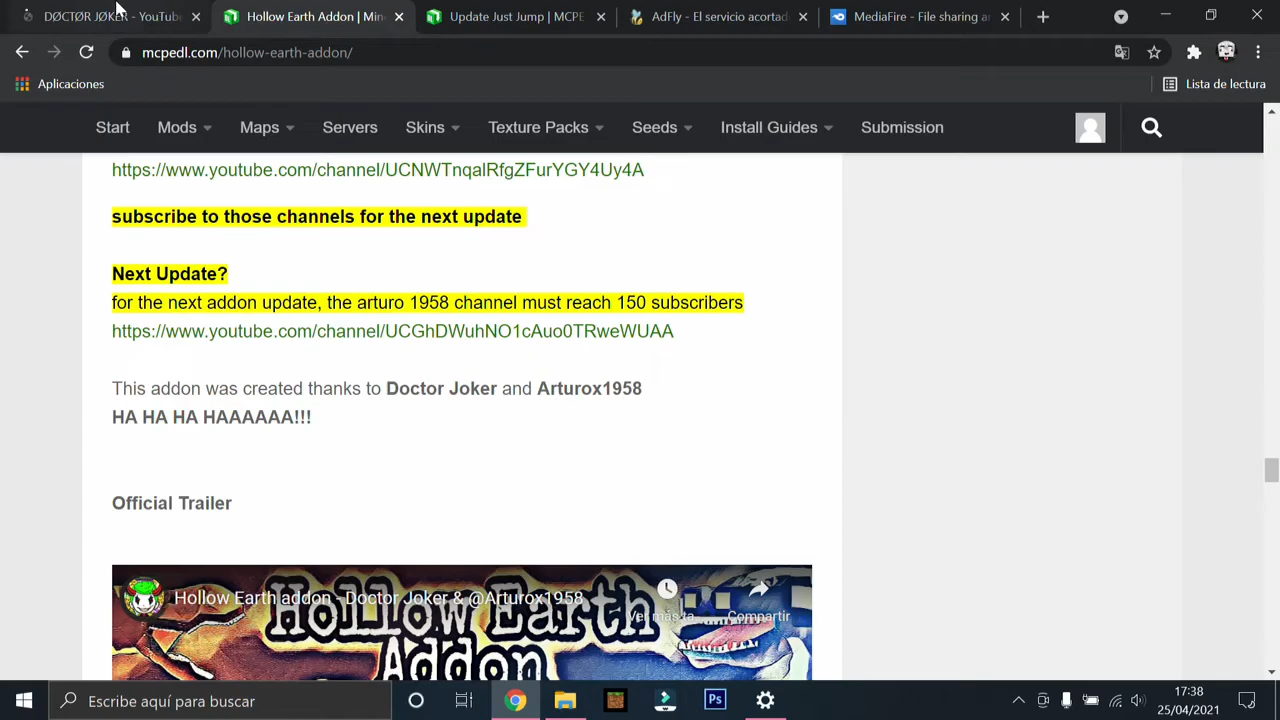 DØCTØR JØKER - YouTube
Hollow Earth Addon | Min
Update Just Jump | MCPE
AdFly - El servicio acortad
MediaFire - File sharing an
mcpedl.com/hollow-earth-addon/
Aplicaciones
Lista de lectura
Start
Mods
Maps
Servers
Skins
Texture Packs
Seeds
Install Guides
Submission
https://www.youtube.com/channel/UCNWTnqalRfgZFurYGY4Uy4A
subscribe to those channels for the next update
Next Update?
for the next addon update, the arturo 1958 channel must reach 150 subscribers
https://www.youtube.com/channel/UCGhDWuhNO1cAuo0TRweWUAA
This addon was created thanks to Doctor Joker and Arturox1958
HA HA HA HAAAAAA!!!
Official Trailer
Hollow Earth addon - Doctor Joker & @Arturox1958
Ver más ta
Compartir
Hollow Earth
Addon
Escribe aquí para buscar
Ps
17:38
25/04/2021